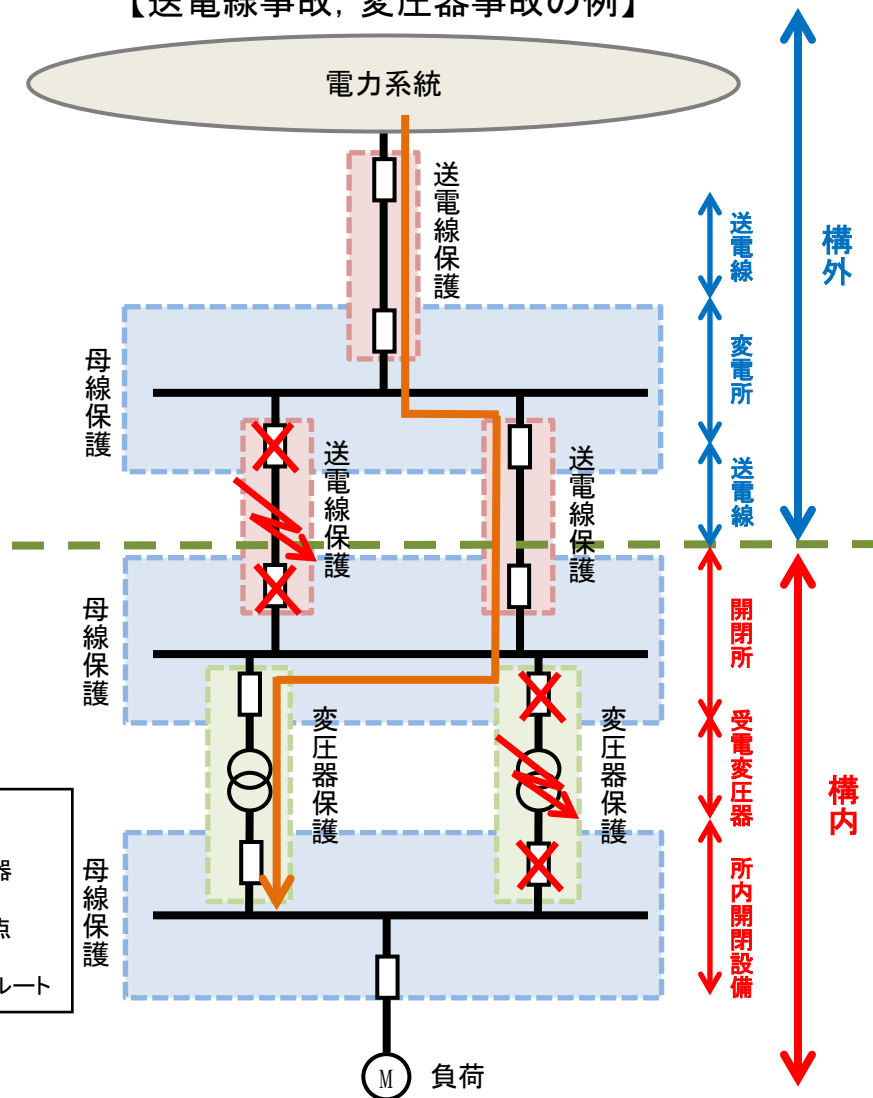 【送電線事故，変圧器事故の例】
電力系統
送電線保護
送電線
構外
変電所
母線保護
送電線保護
送電線保護
送電線
母線保護
開閉所
変圧器保護
変圧器保護
受電変圧器
構内
器
点
ルート
母線保護
所内開閉設備
M
負荷